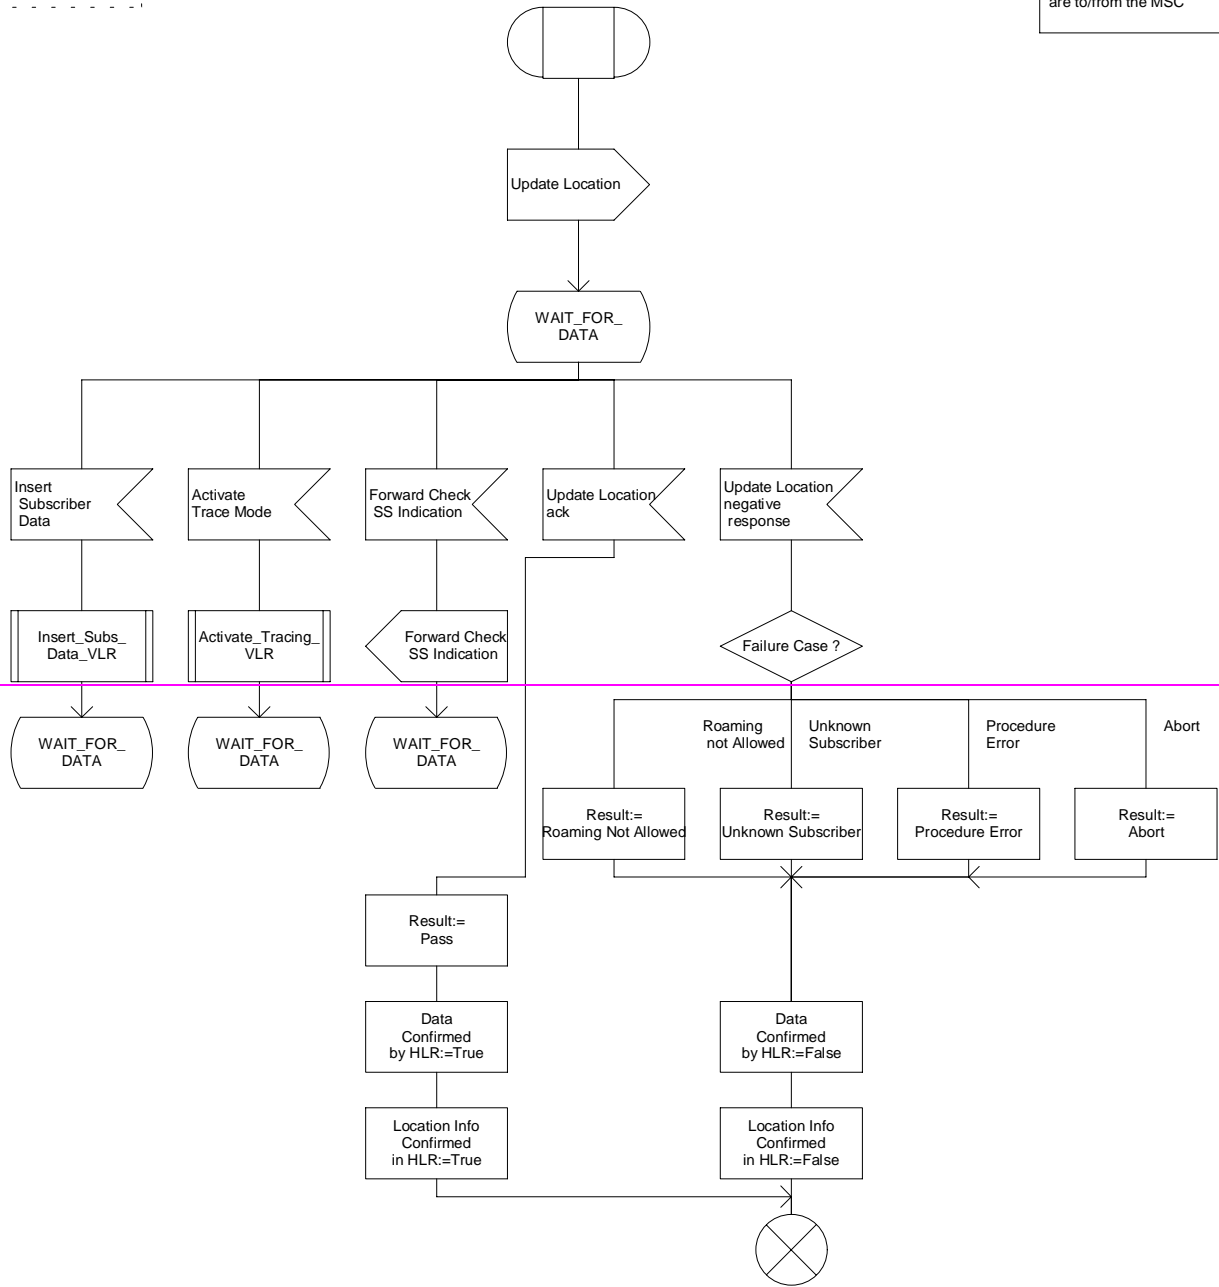 are to/from the MSC
Update Location
WAIT_FOR_
DATA
Insert
Subscriber
Data
Activate
Trace Mode
Forward Check
SS Indication
Update Location
ack
Update Location
negative
response
Insert_Subs_
Data_VLR
Activate_Tracing_
VLR
Forward Check
SS Indication
Failure Case ?
WAIT_FOR_
DATA
WAIT_FOR_
DATA
WAIT_FOR_
DATA
Roaming
not Allowed
Unknown
Subscriber
Procedure
Error
Abort
Result:=
Roaming Not Allowed
Result:=
Unknown Subscriber
Result:=
Procedure Error
Result:=
Abort
Result:=
Pass
Data
Confirmed
by HLR:=True
Data
Confirmed
by HLR:=False
Location Info
Confirmed
in HLR:=True
Location Info
Confirmed
in HLR:=False